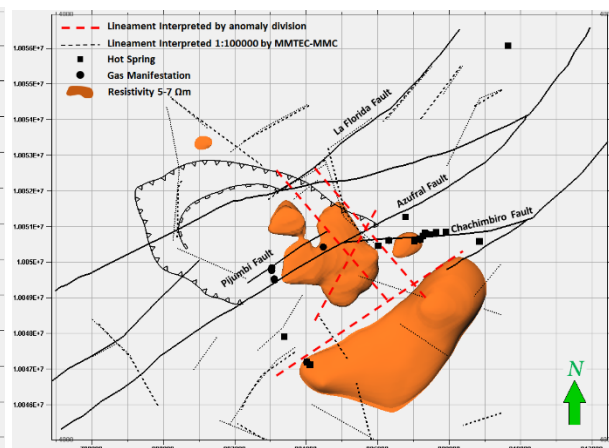 Lineament Interpreted by anomaly division
Lineament Interpreted 1:100000 by MMTEC-MMC
Hot Spring
Gas Manifestation
Resistivity 5-7 Ωm
1.0056E+7
1.0055E+7
1.0054E+7
1.0053E+7
1.0052E+7
1.0051E+7
1.005E+7
1.0049E+7
1.0048E+7
1.0047E+7
1.0046E+7
La Florida Fault
Azufral Fault
Chachimbiro Fault
Pijumbi Fault
N